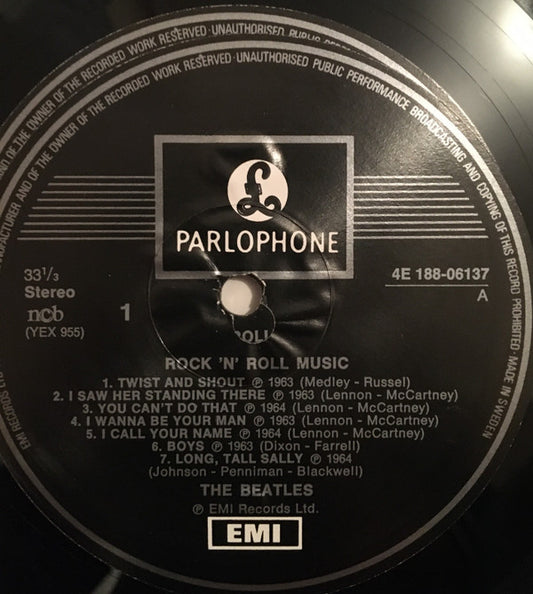 MANUFACTURER AND OF THE OWNER OF THE RECORDED WORK RESERVED·UNAUTHORISED PUBLIC PERFORMANCE BROADCASTING AND COPYING OF THIS RECORD PROHIBITED·MADE IN SWEDEN
OF THE OWNER OF THE RECORDED WORK RESERVED·UNAUTHORISED PUBLIC
EMI RECORDS LTD
£
PARLOPHONE
33 1/3
Stereo
ncb
(YEX 955)
1
4E 188-06137
A
ROLL
ROCK 'N' ROLL MUSIC
1. TWIST AND SHOUT ℗ 1963 (Medley - Russel)
2. I SAW HER STANDING THERE ℗ 1963 (Lennon - McCartney)
3. YOU CAN'T DO THAT ℗ 1964 (Lennon - McCartney)
4. I WANNA BE YOUR MAN ℗ 1963 (Lennon - McCartney)
5. I CALL YOUR NAME ℗ 1964 (Lennon - McCartney)
6. BOYS ℗ 1963 (Dixon - Farrell)
7. LONG, TALL SALLY ℗ 1964
(Johnson - Penniman - Blackwell)
THE BEATLES
℗ EMI Records Ltd.
EMI